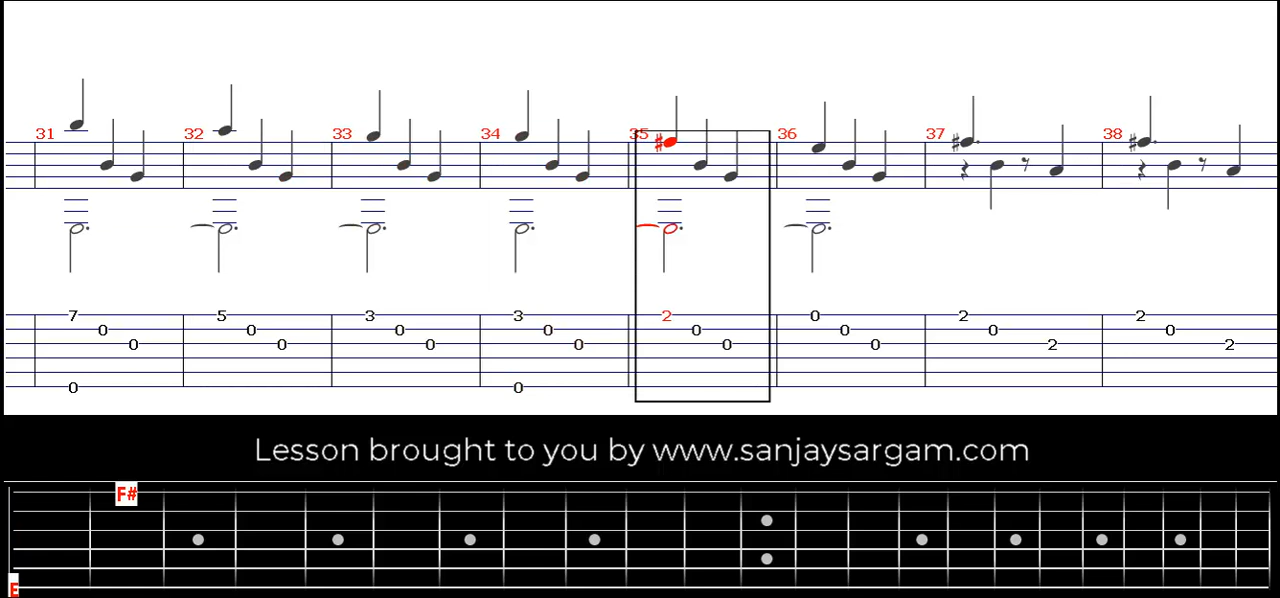 31 32 33 34 35 36 37 38
7 5 3 3 2 0 2 2
0 0 0 0 0 0 0 0
0 0 0 0 0 0 2 2
0 0
Lesson brought to you by www.sanjaysargam.com
F#
E